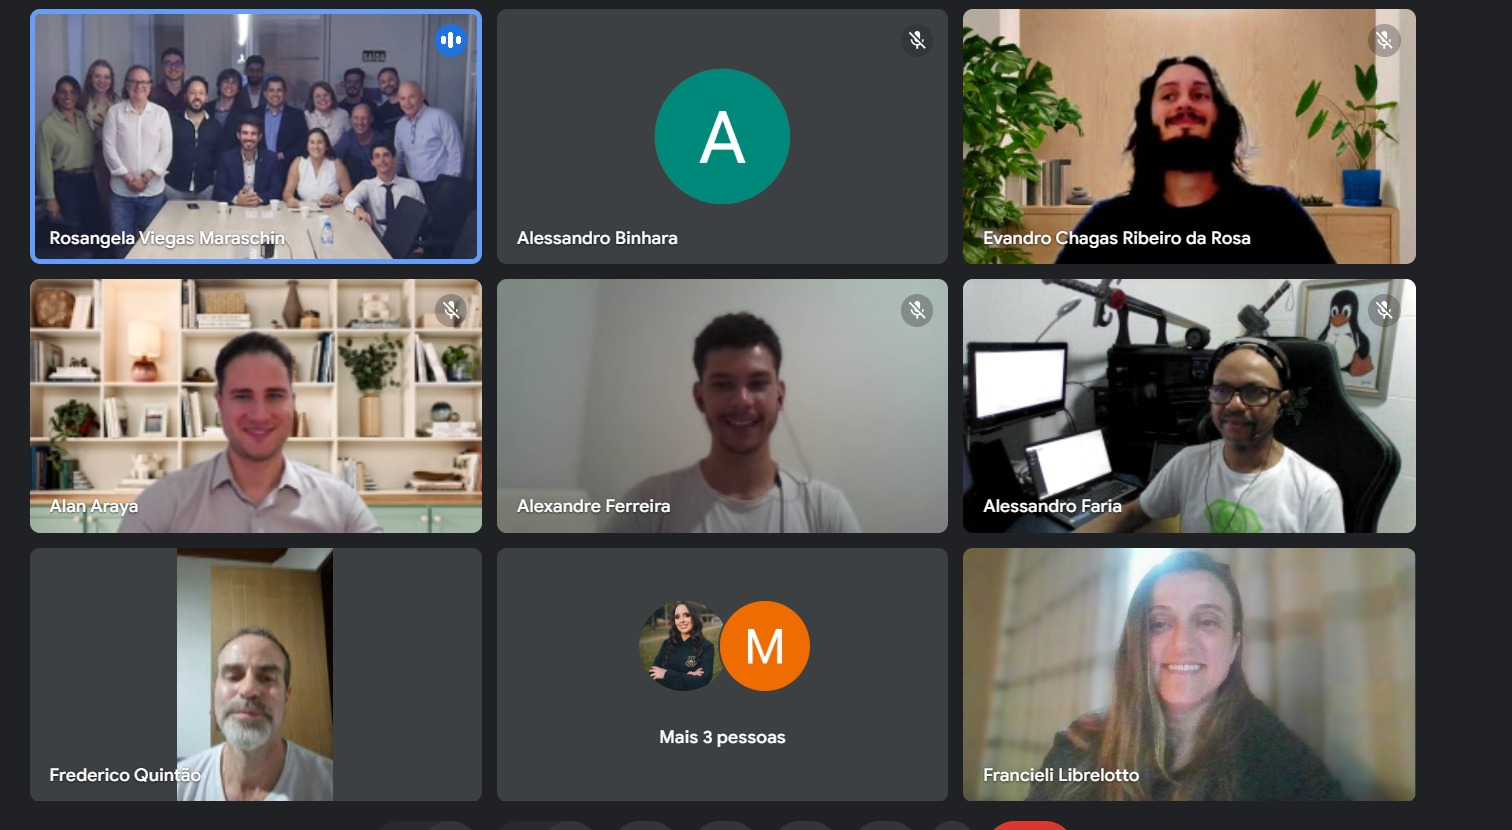 SAÍDA
Rosangela Viegas Maraschin
A
Alessandro Binhara
Evandro Chagas Ribeiro da Rosa
Alan Araya
Alexandre Ferreira
Alessandro Faria
Frederico Quintão
M
Mais 3 pessoas
Francieli Librelotto